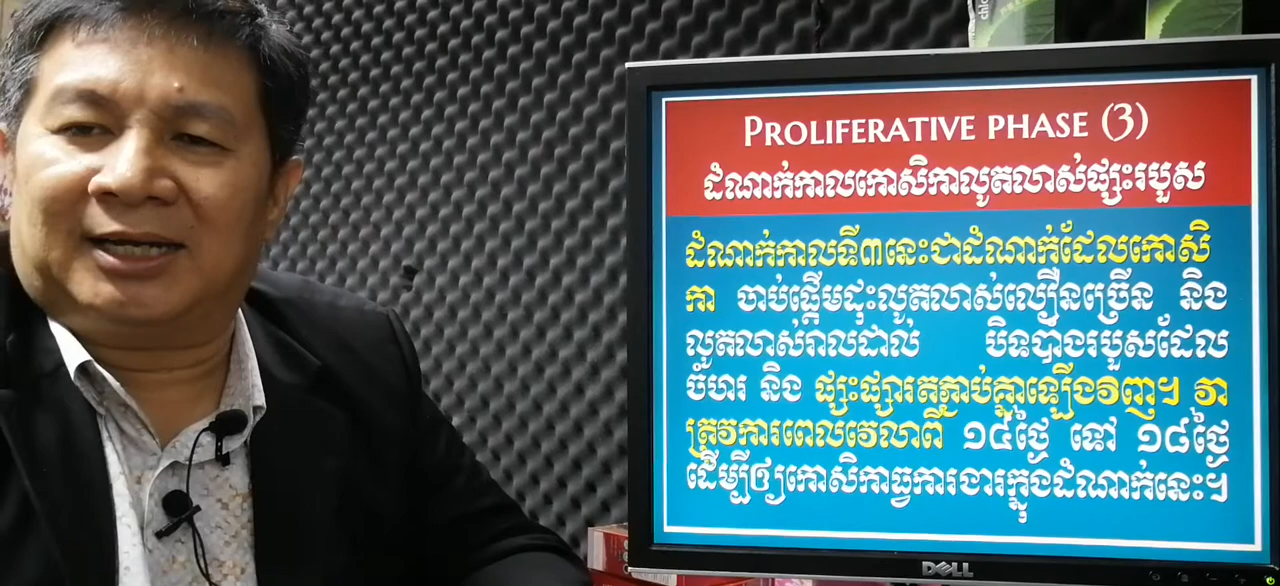 PROLIFERATIVE PHASE (3)
ដំណាក់កាលកោសិកាលូតលាស់ផ្សះរបួស
ដំណាក់កាលទី៣នេះជាដំណាក់ដែលកោសិ
កា ចាប់ផ្តើមដុះលូតលាស់លឿនច្រើន និង
លូតលាស់រាលដាល់ បិទបាំងរបួសដែល
ចំហរ និង ផ្សះផ្សារតភ្ជាប់គ្នាឡើងវិញ។ វា
ត្រូវការពេលវេលាពី ១៤ថ្ងៃ ទៅ ១៨ថ្ងៃ
ដើម្បីឲ្យកោសិកាធ្វការងារក្នុងដំណាក់នេះ។
DELL